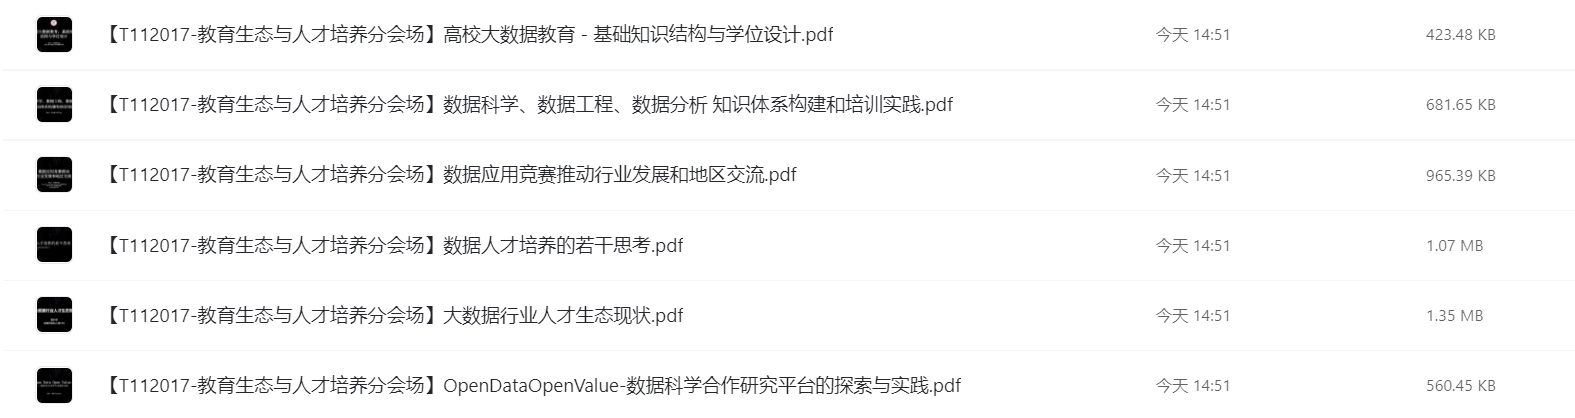 【T112017-教育生态与人才培养分会场】高校大数据教育 - 基础知识结构与学位设计.pdf 今天 14:51 423.48 KB
【T112017-教育生态与人才培养分会场】数据科学、数据工程、数据分析 知识体系构建和培训实践.pdf 今天 14:51 681.65 KB
【T112017-教育生态与人才培养分会场】数据应用竞赛推动行业发展和地区交流.pdf 今天 14:51 965.39 KB
【T112017-教育生态与人才培养分会场】数据人才培养的若干思考.pdf 今天 14:51 1.07 MB
【T112017-教育生态与人才培养分会场】大数据行业人才生态现状.pdf 今天 14:51 1.35 MB
【T112017-教育生态与人才培养分会场】OpenDataOpenValue-数据科学合作研究平台的探索与实践.pdf 今天 14:51 560.45 KB